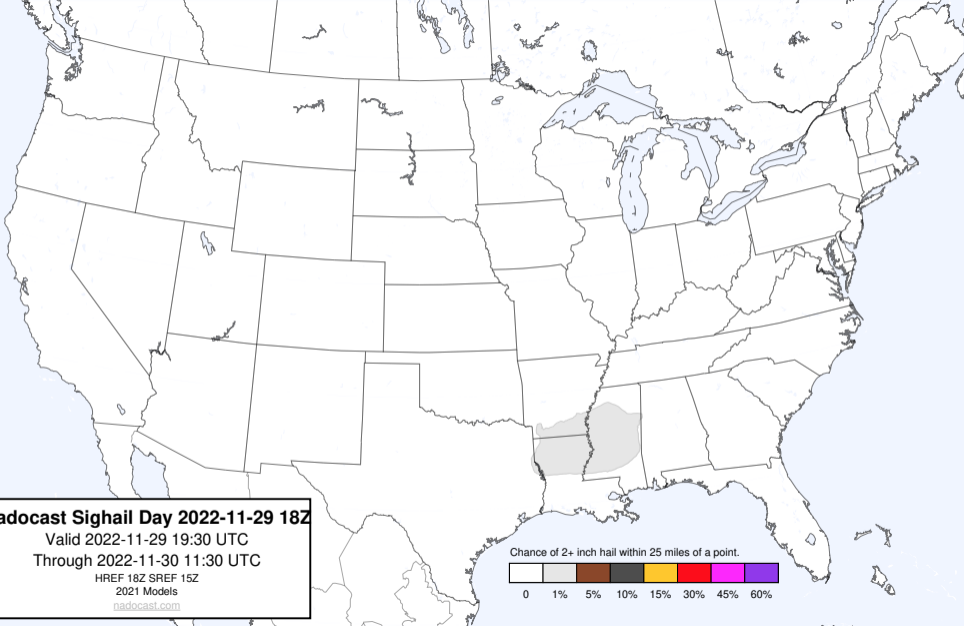 adocast Sighail Day 2022-11-29 18Z
Valid 2022-11-29 19:30 UTC
Through 2022-11-30 11:30 UTC
HREF 18Z SREF 15Z
2021 Models
nadocast.com
Chance of 2+ inch hail within 25 miles of a point.
0 1% 5% 10% 15% 30% 45% 60%